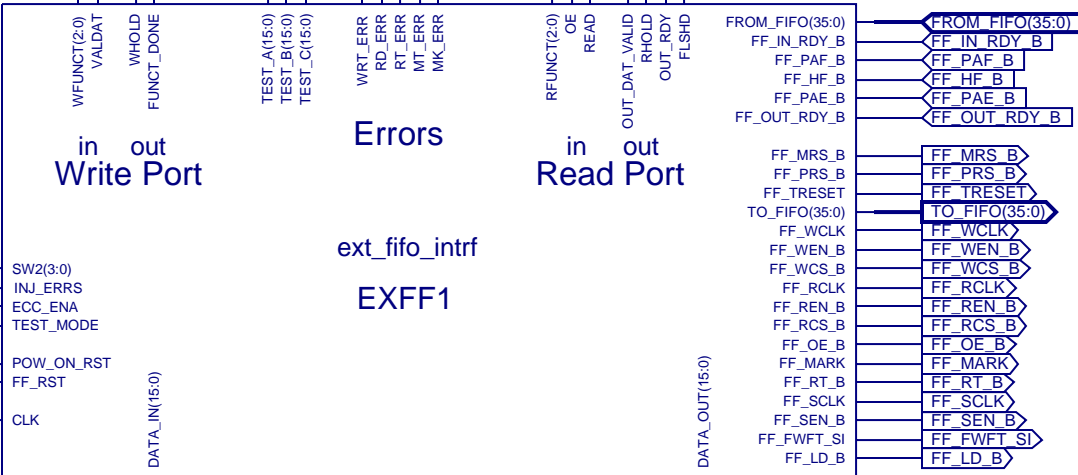 WFUNCT(2:0)
VALDAT
WHOLD
FUNCT_DONE
TEST_A(15:0)
TEST_B(15:0)
TEST_C(15:0)
WRT_ERR
RD_ERR
RT_ERR
MT_ERR
MK_ERR
RFUNCT(2:0)
OE
READ
OUT_DAT_VALID
RHOLD
OUT_RDY
FLSHD
in out
Write Port
Errors
in out
Read Port
ext_fifo_intrf
EXFF1
SW2(3:0)
INJ_ERRS
ECC_ENA
TEST_MODE
POW_ON_RST
FF_RST
CLK
DATA_IN(15:0)
DATA_OUT(15:0)
FROM_FIFO(35:0) FROM_FIFO(35:0)
FF_IN_RDY_B FF_IN_RDY_B
FF_PAF_B FF_PAF_B
FF_HF_B FF_HF_B
FF_PAE_B FF_PAE_B
FF_OUT_RDY_B FF_OUT_RDY_B
FF_MRS_B FF_MRS_B
FF_PRS_B FF_PRS_B
FF_TRESET FF_TRESET
TO_FIFO(35:0) TO_FIFO(35:0)
FF_WCLK FF_WCLK
FF_WEN_B FF_WEN_B
FF_WCS_B FF_WCS_B
FF_RCLK FF_RCLK
FF_REN_B FF_REN_B
FF_RCS_B FF_RCS_B
FF_OE_B FF_OE_B
FF_MARK FF_MARK
FF_RT_B FF_RT_B
FF_SCLK FF_SCLK
FF_SEN_B FF_SEN_B
FF_FWFT_SI FF_FWFT_SI
FF_LD_B FF_LD_B